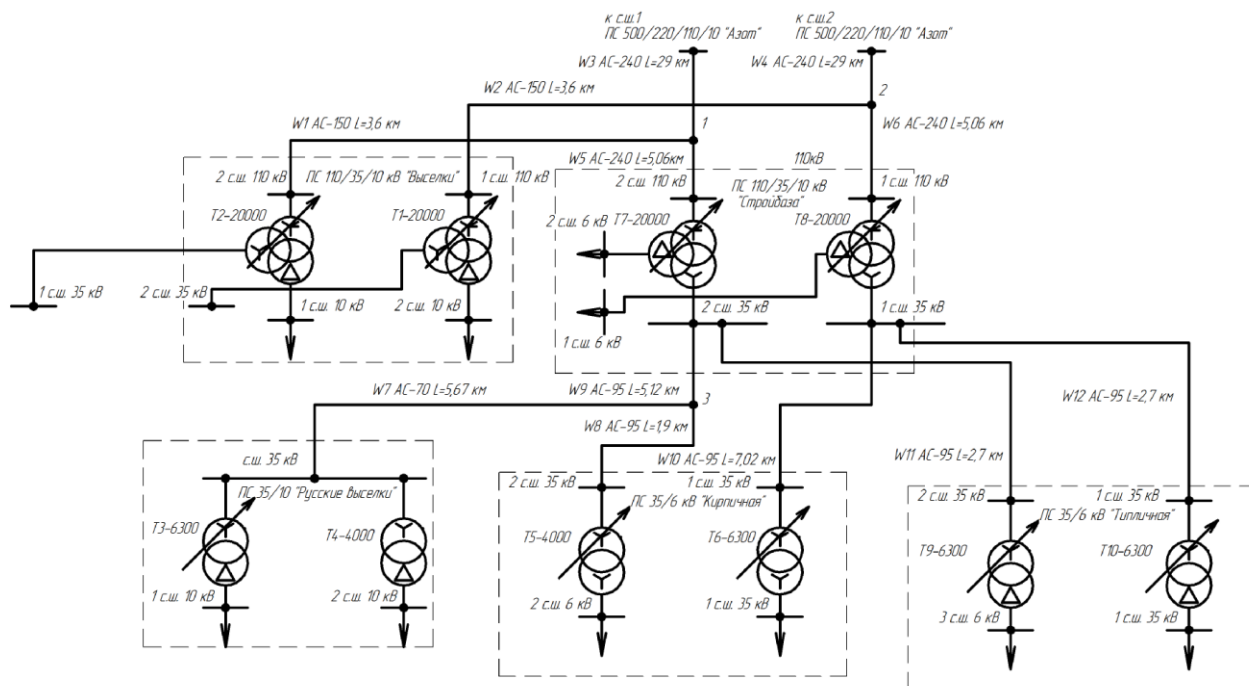 к с.ш.1
ПС 500/220/110/10 "Азот"
к с.ш.2
ПС 500/220/110/10 "Азот"
W3 АС-240 L=29 км
W4 АС-240 L=29 км
W2 АС-150 L=3,6 км
2
W1 АС-150 L=3,6 км
1
W6 АС-240 L=5,06 км
W5 АС-240 L=5,06км
110кВ
2 с.ш. 110 кВ
ПС 110/35/10 кВ "Выселки"
1 с.ш. 110 кВ
2 с.ш. 110 кВ
ПС 110/35/10 кВ
"Стройбаза"
1 с.ш. 110 кВ
Т2-20000
Т1-20000
2 с.ш. 6 кВ
Т7-20000
Т8-20000
1 с.ш. 35 кВ
2 с.ш. 35 кВ
1 с.ш. 10 кВ
2 с.ш. 10 кВ
1 с.ш. 6 кВ
2 с.ш. 35 кВ
1 с.ш. 35 кВ
W7 АС-70 L=5,67 км
W9 АС-95 L=5,12 км
3
W12 АС-95 L=2,7 км
W8 АС-95 L=1,9 км
с.ш. 35 кВ
W10 АС-95 L=7,02 км
W11 АС-95 L=2,7 км
ПС 35/10 "Русские выселки"
2 с.ш. 35 кВ
1 с.ш. 35 кВ
ПС 35/6 кВ "Кирпичная"
2 с.ш. 35 кВ
1 с.ш. 35 кВ
ПС 35/6 кВ "Типличная"
Т3-6300
Т4-4000
Т5-4000
Т6-6300
Т9-6300
Т10-6300
1 с.ш. 10 кВ
2 с.ш. 10 кВ
2 с.ш. 6 кВ
1 с.ш. 35 кВ
3 с.ш. 6 кВ
1 с.ш. 35 кВ